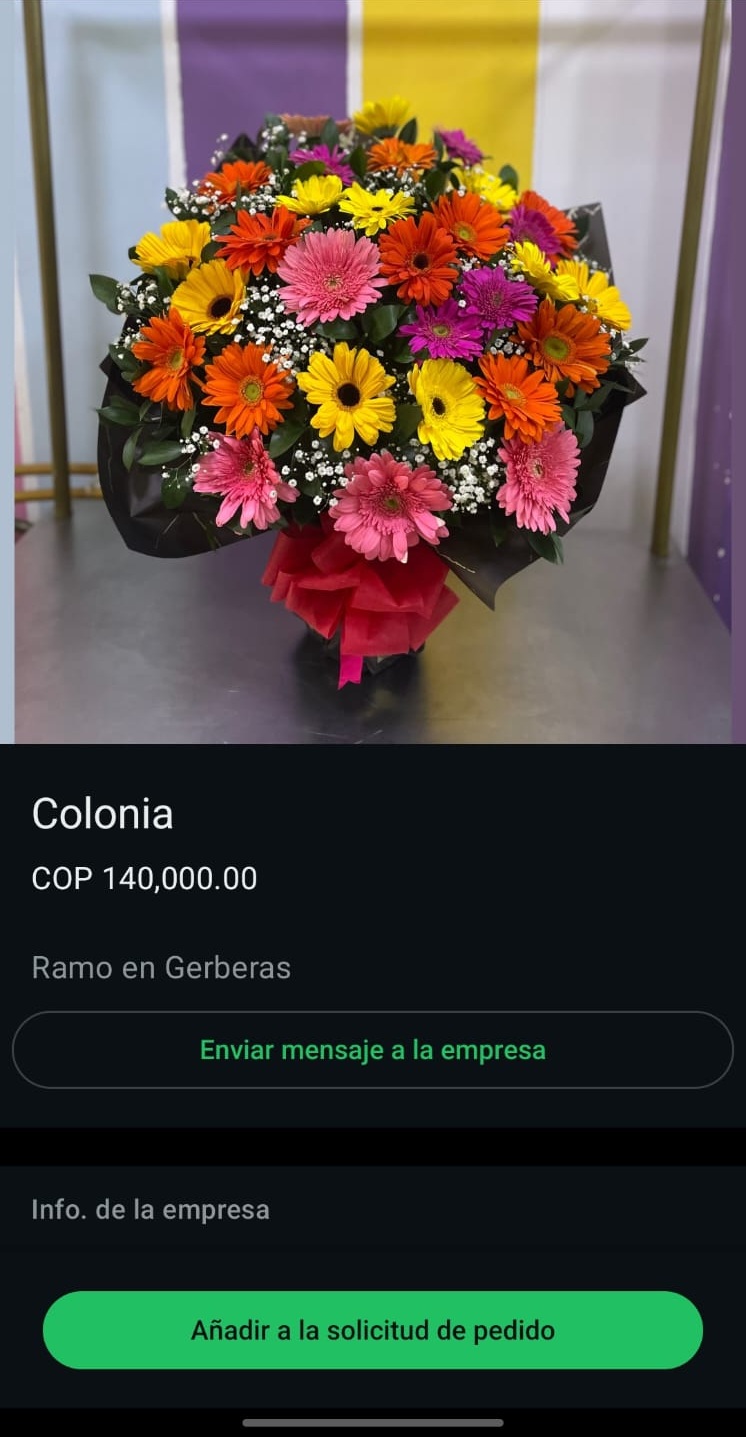 Colonia
COP 140,000.00
Ramo en Gerberas
Enviar mensaje a la empresa
Info. de la empresa
Añadir a la solicitud de pedido